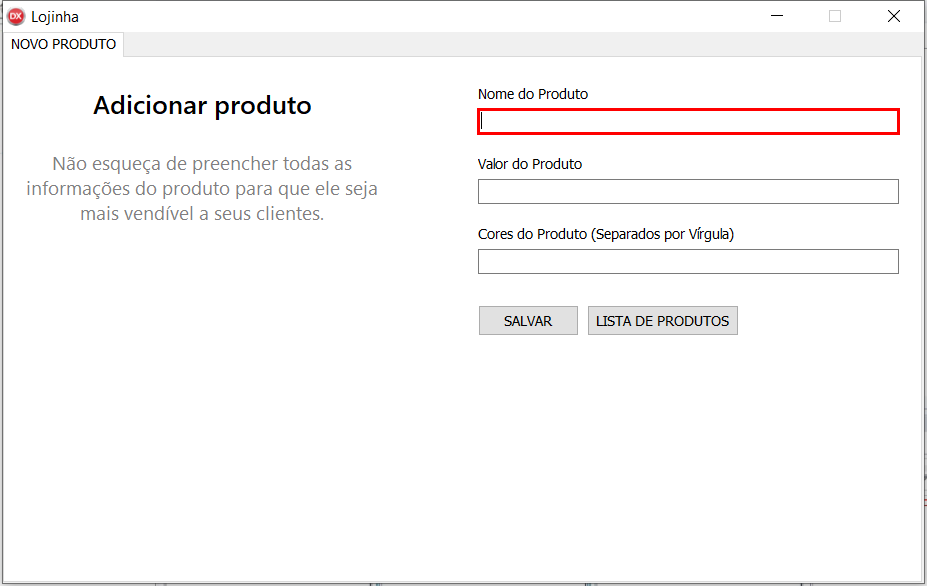 DX Lojinha
NOVO PRODUTO
Adicionar produto
Não esqueça de preencher todas as
informações do produto para que ele seja
mais vendível a seus clientes.
Nome do Produto
Valor do Produto
Cores do Produto (Separados por Vírgula)
SALVAR LISTA DE PRODUTOS